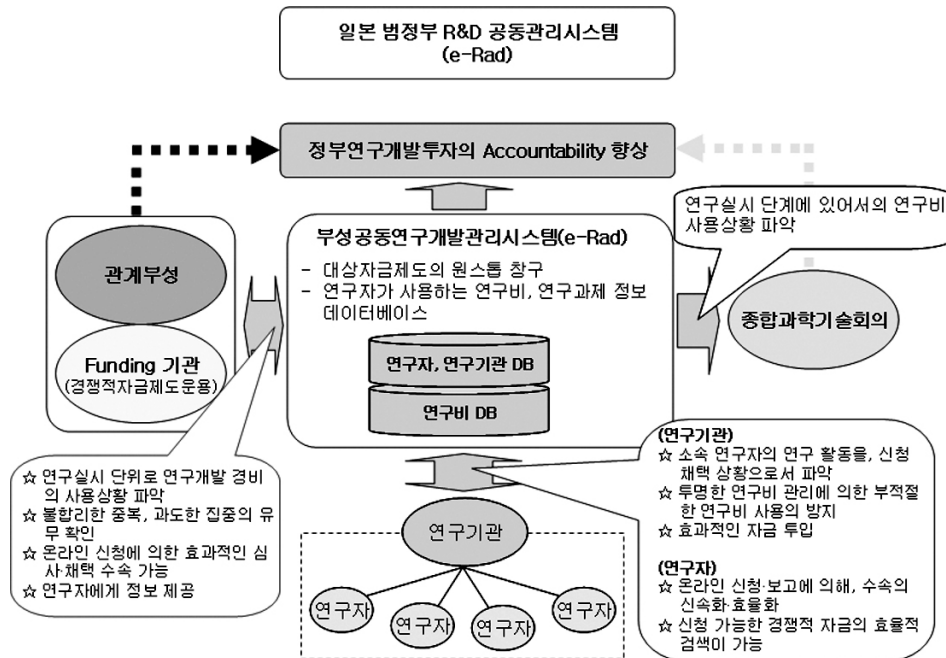 일본 범정부 R&D 공동관리시스템
(e-Rad)
정부연구개발투자의 Accountability 향상
연구실시 단계에 있어서의 연구비
사용상황 파악
관계부성
Funding 기관
(경쟁적자금제도운용)
부성공동연구개발관리시스템(e-Rad)
- 대상자금제도의 원스톱 창구
- 연구자가 사용하는 연구비, 연구과제 정보
데이터베이스
연구자, 연구기관 DB
연구비 DB
종합과학기술회의
☆ 연구실시 단위로 연구개발 경비
의 사용상황 파악
☆ 불합리한 중복, 과도한 집중의 유
무 확인
☆ 온라인 신청에 의한 효과적인 심
사·채택 수속 가능
☆ 연구자에게 정보 제공
(연구기관)
☆ 소속 연구자의 연구 활동을, 신청
채택 상황으로서 파악
☆ 투명한 연구비 관리에 의한 부적절
한 연구비 사용의 방지
☆ 효과적인 자금 투입
(연구자)
☆ 온라인 신청·보고에 의해, 수속의
신속화·효율화
☆ 신청 가능한 경쟁적 자금의 효율적
검색이 가능
연구기관
연구자
연구자
연구자
연구자